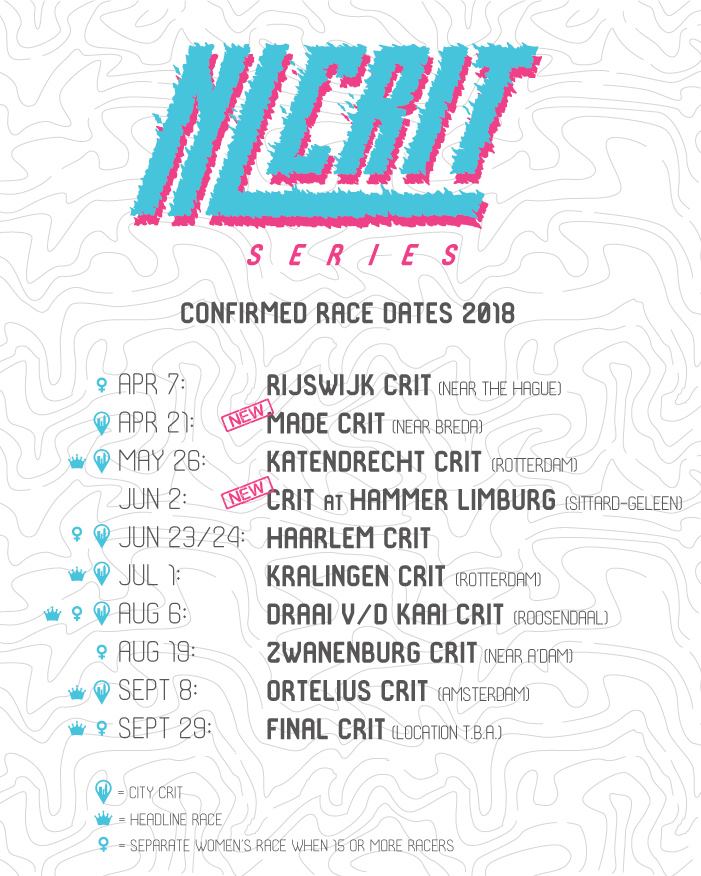 NL CRIT
SERIES
CONFIRMED RACE DATES 2018
APR 7: RIJSWIJK CRIT (NEAR THE HAGUE)
APR 21: NEW MADE CRIT (NEAR BREDA)
MAY 26: KATENDRECHT CRIT (ROTTERDAM)
JUN 2: NEW CRIT AT HAMMER LIMBURG (SITTARD-GELEEN)
JUN 23/24: HAARLEM CRIT
JUL 1: KRALINGEN CRIT (ROTTERDAM)
AUG 6: DRAAI V/D KAAI CRIT (ROOSENDAAL)
AUG 19: ZWANENBURG CRIT (NEAR A'DAM)
SEPT 8: ORTELIUS CRIT (AMSTERDAM)
SEPT 29: FINAL CRIT (LOCATION T.B.A.)
= CITY CRIT
= HEADLINE RACE
= SEPARATE WOMEN'S RACE WHEN 15 OR MORE RACERS